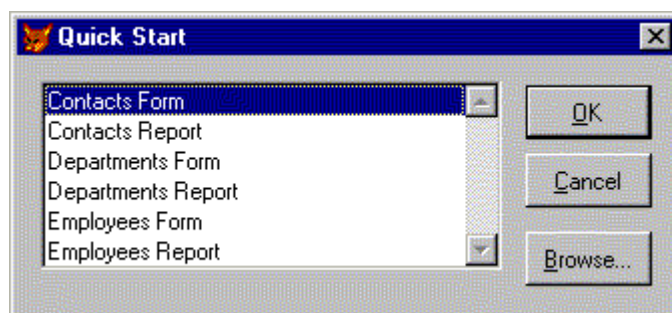 Quick Start
Contacts Form
Contacts Report
Departments Form
Departments Report
Employees Form
Employees Report
OK
Cancel
Browse...